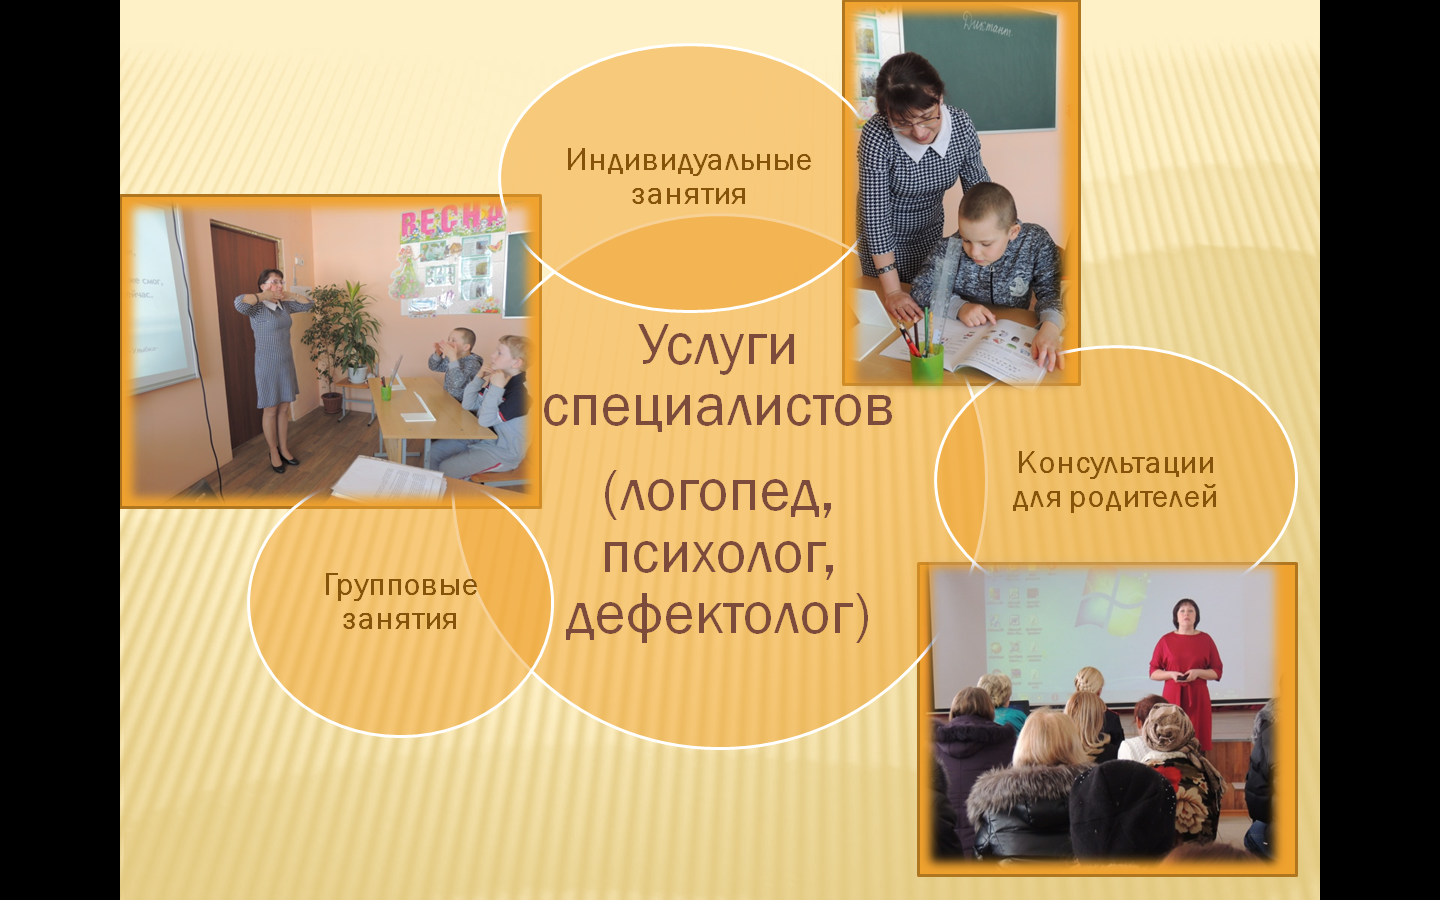 Индивидуальные
занятия
Диктант
ВЕСНА
Услуги
специалистов
(логопед,
психолог,
дефектолог)
Консультации
для родителей
Групповые
занятия